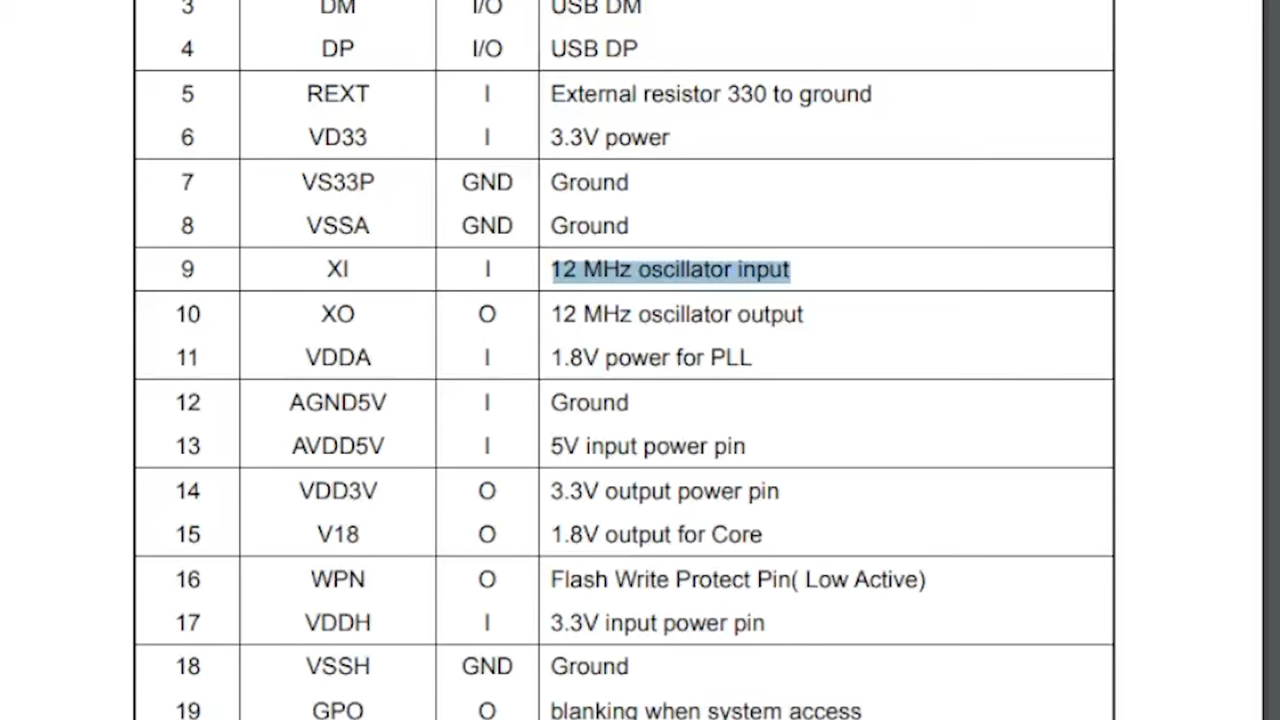 3 DM I/O USB DM
4 DP I/O USB DP
5 REXT I External resistor 330 to ground
6 VD33 I 3.3V power
7 VS33P GND Ground
8 VSSA GND Ground
9 XI I 12 MHz oscillator input
10 XO O 12 MHz oscillator output
11 VDDA I 1.8V power for PLL
12 AGND5V I Ground
13 AVDD5V I 5V input power pin
14 VDD3V O 3.3V output power pin
15 V18 O 1.8V output for Core
16 WPN O Flash Write Protect Pin( Low Active)
17 VDDH I 3.3V input power pin
18 VSSH GND Ground
19 GPO O blanking when system access